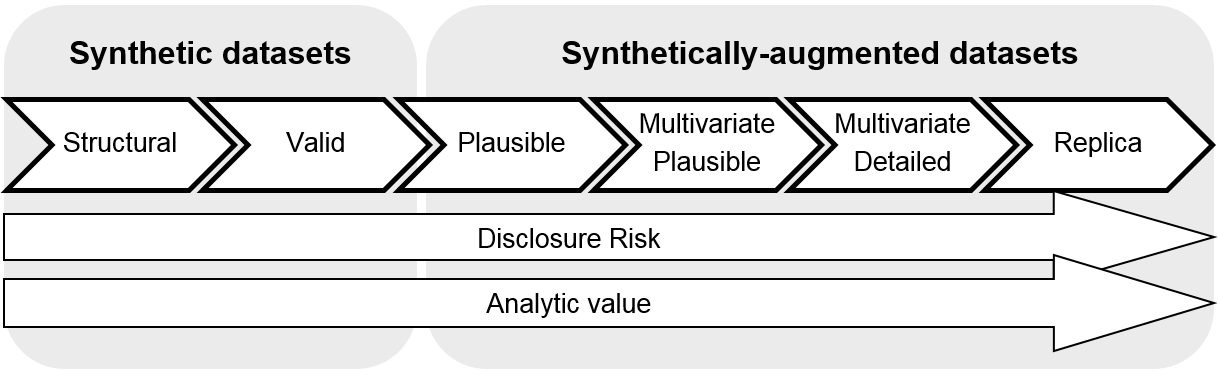 Synthetic datasets
Synthetically-augmented datasets
Structural
Valid
Plausible
Multivariate
Plausible
Multivariate
Detailed
Replica
Disclosure Risk
Analytic value